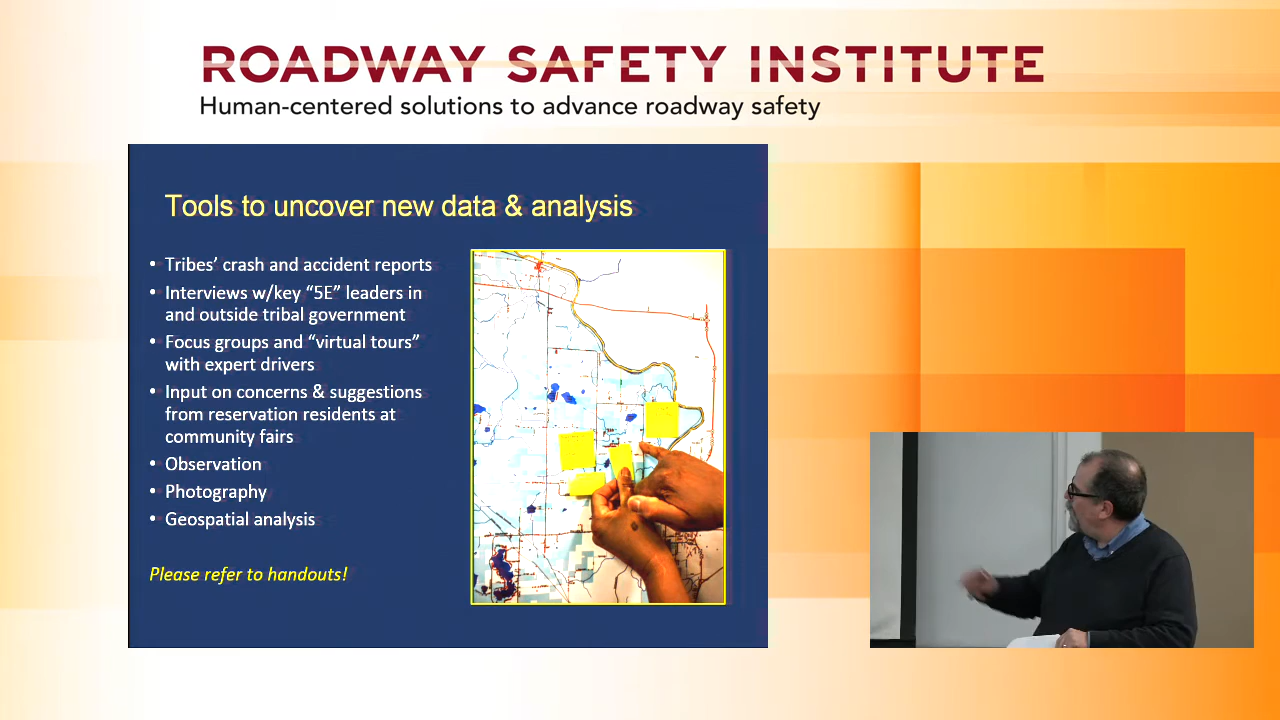 ROADWAY SAFETY INSTITUTE
Human-centered solutions to advance roadway safety
Tools to uncover new data & analysis
• Tribes’ crash and accident reports
• Interviews w/key “5E” leaders in
and outside tribal government
• Focus groups and “virtual tours”
with expert drivers
• Input on concerns & suggestions
from reservation residents at
community fairs
• Observation
• Photography
• Geospatial analysis
Please refer to handouts!